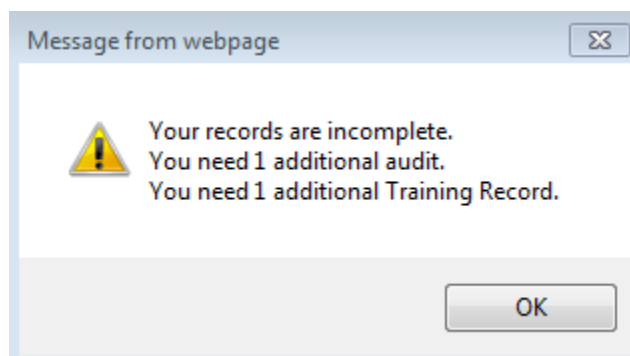 Message from webpage
Your records are incomplete.
You need 1 additional audit.
You need 1 additional Training Record.
OK